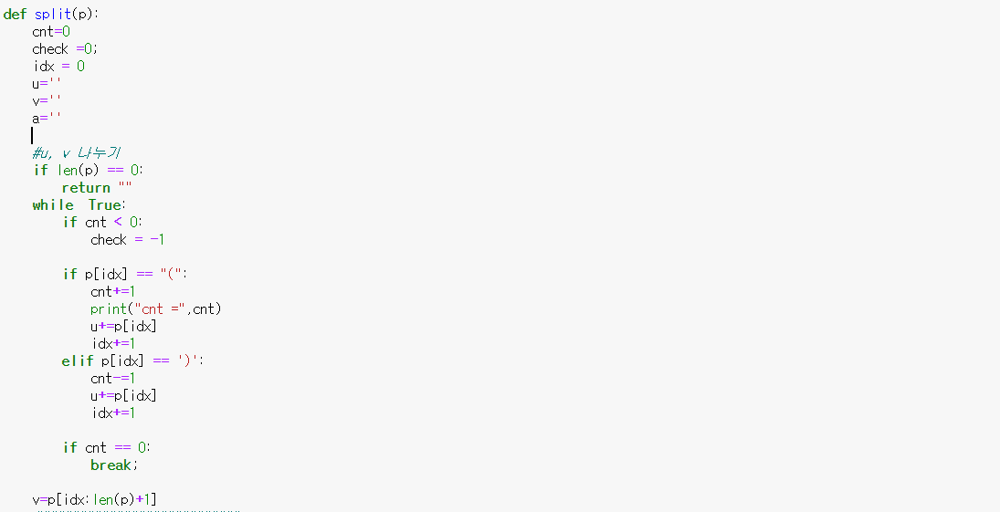 def split(p):
    cnt=0
    check =0;
    idx = 0
    u=''
    v=''
    a=''
    #u, v 나누기
    if len(p) == 0:
        return ""
    while  True:
        if cnt < 0:
            check = -1
        if p[idx] == "(":
            cnt+=1
            print("cnt =",cnt)
            u+=p[idx]
            idx+=1
        elif p[idx] == ')':
            cnt-=1
            u+=p[idx]
            idx+=1
        if cnt == 0:
            break;
    v=p[idx:len(p)+1]